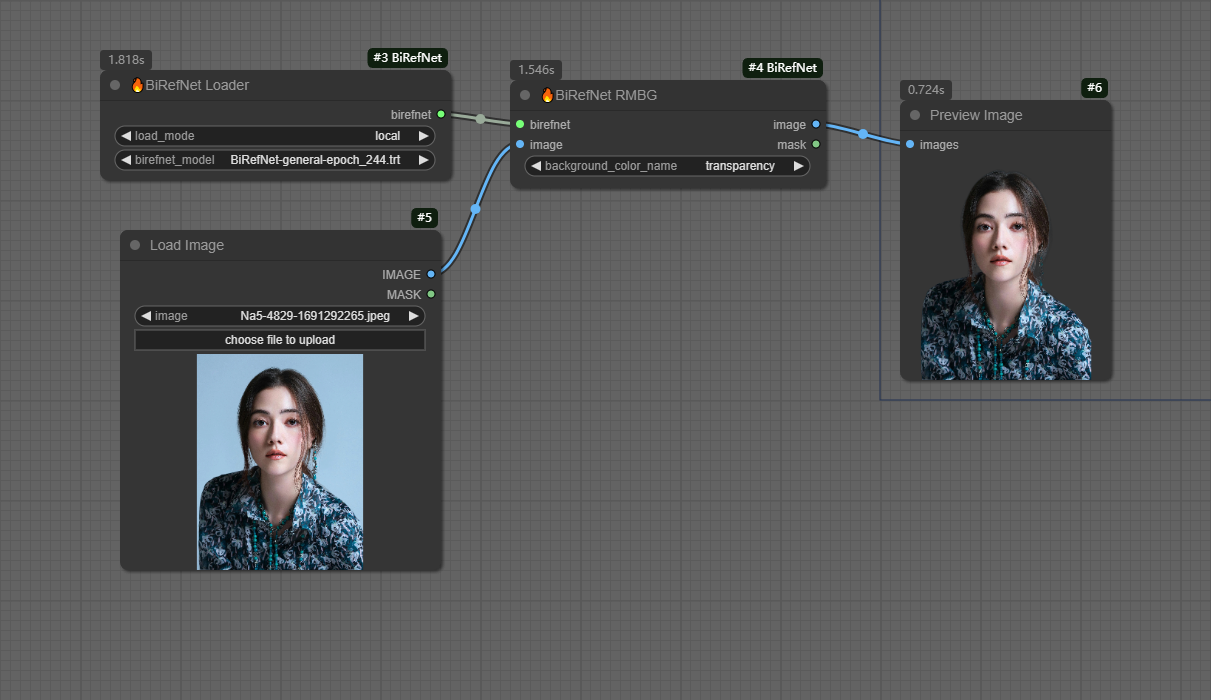 1.818s
#3 BiRefNet
🔥BiRefNet Loader
birefnet
load_mode local
birefnet_model BiRefNet-general-epoch_244.trt
1.546s
#4 BiRefNet
🔥BiRefNet RMBG
birefnet image
image mask
background_color_name transparency
0.724s
#6
Preview Image
images
#5
Load Image
IMAGE
MASK
image Na5-4829-1691292265.jpeg
choose file to upload